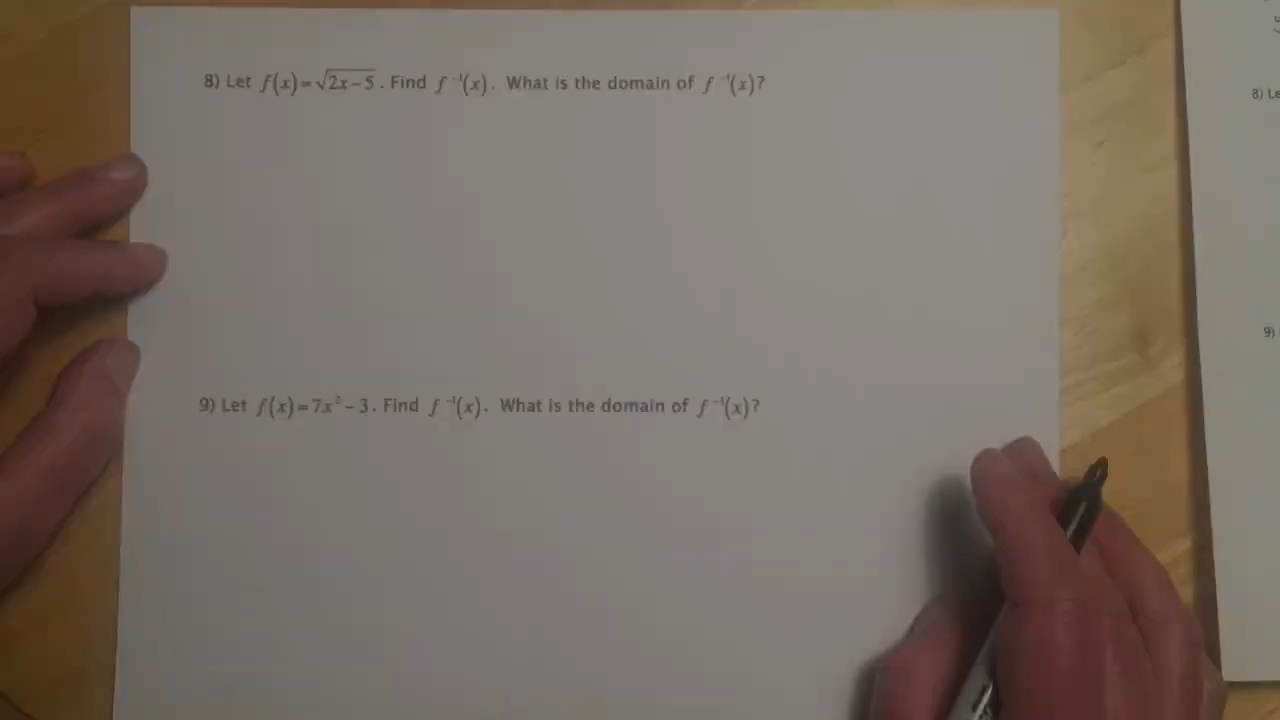 8) Let f(x)=√(2x−5). Find f⁻¹(x). What is the domain of f⁻¹(x)?
9) Let f(x)=7x²−3. Find f⁻¹(x). What is the domain of f⁻¹(x)?
8) Le
9)